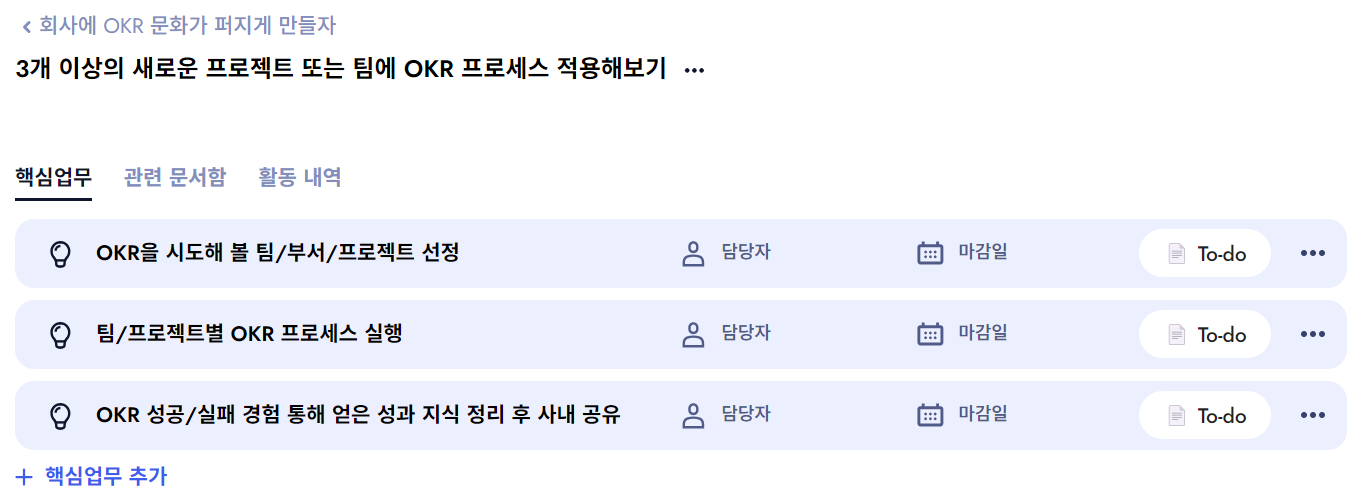 회사에 OKR 문화가 퍼지게 만들자
3개 이상의 새로운 프로젝트 또는 팀에 OKR 프로세스 적용해보기
핵심업무 관련 문서함 활동 내역
OKR을 시도해 볼 팀/부서/프로젝트 선정 담당자 마감일 To-do
팀/프로젝트별 OKR 프로세스 실행 담당자 마감일 To-do
OKR 성공/실패 경험 통해 얻은 성과 지식 정리 후 사내 공유 담당자 마감일 To-do
+ 핵심업무 추가